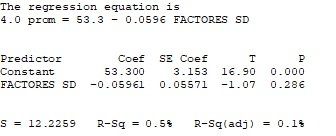 The regression equation is
4.0 prom = 53.3 - 0.0596 FACTORES SD
Predictor Coef SE Coef T P
Constant 53.300 3.153 16.90 0.000
FACTORES SD -0.05961 0.05571 -1.07 0.286
S = 12.2259 R-Sq = 0.5% R-Sq(adj) = 0.1%